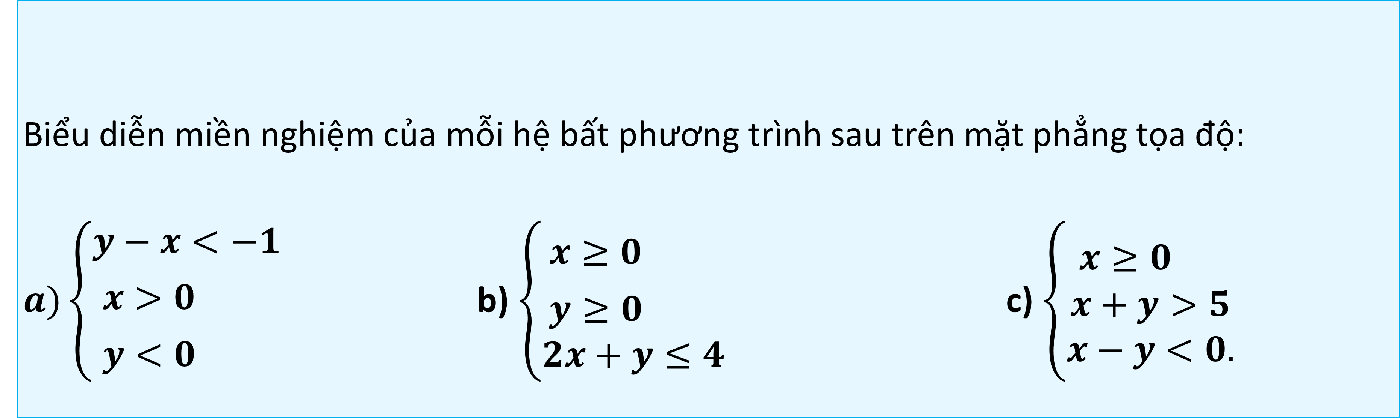 Biểu diễn miền nghiệm của mỗi hệ bất phương trình sau trên mặt phẳng tọa độ:
a) { y − x < −1
x > 0
y < 0
b) { x ≥ 0
y ≥ 0
2x + y ≤ 4
c) { x ≥ 0
x + y > 5
x − y < 0.